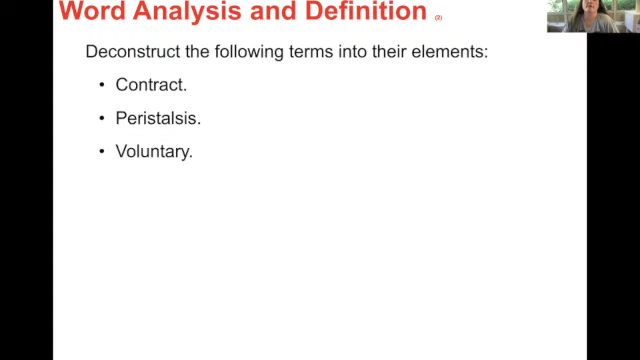 Word Analysis and Definition (2)
Deconstruct the following terms into their elements:
• Contract.
• Peristalsis.
• Voluntary.